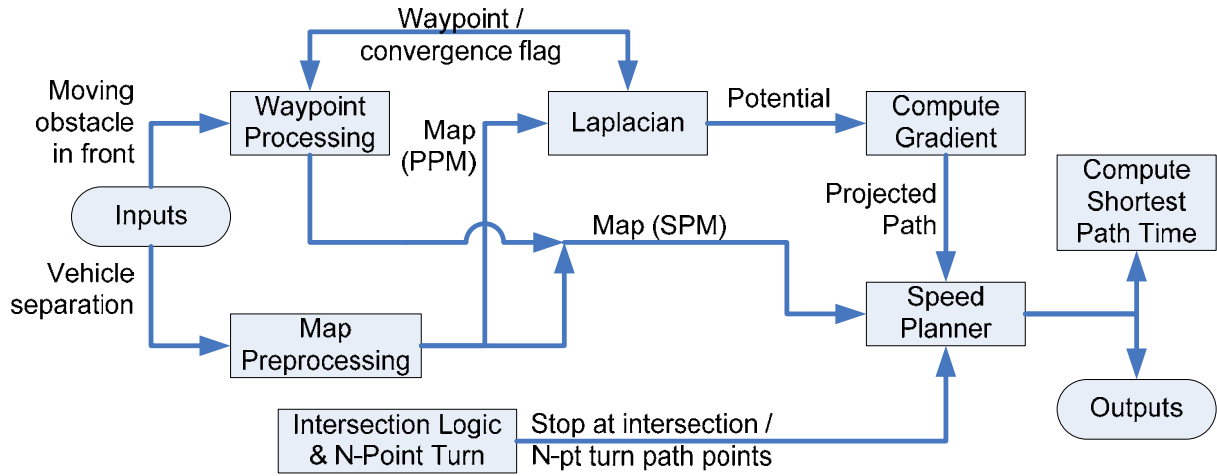 Waypoint /
convergence flag
Moving
obstacle
in front
Waypoint
Processing
Map
(PPM)
Laplacian
Potential
Compute
Gradient
Compute
Shortest
Path Time
Inputs
Map (SPM)
Projected
Path
Vehicle
separation
Map
Preprocessing
Speed
Planner
Intersection Logic
& N-Point Turn
Stop at intersection /
N-pt turn path points
Outputs